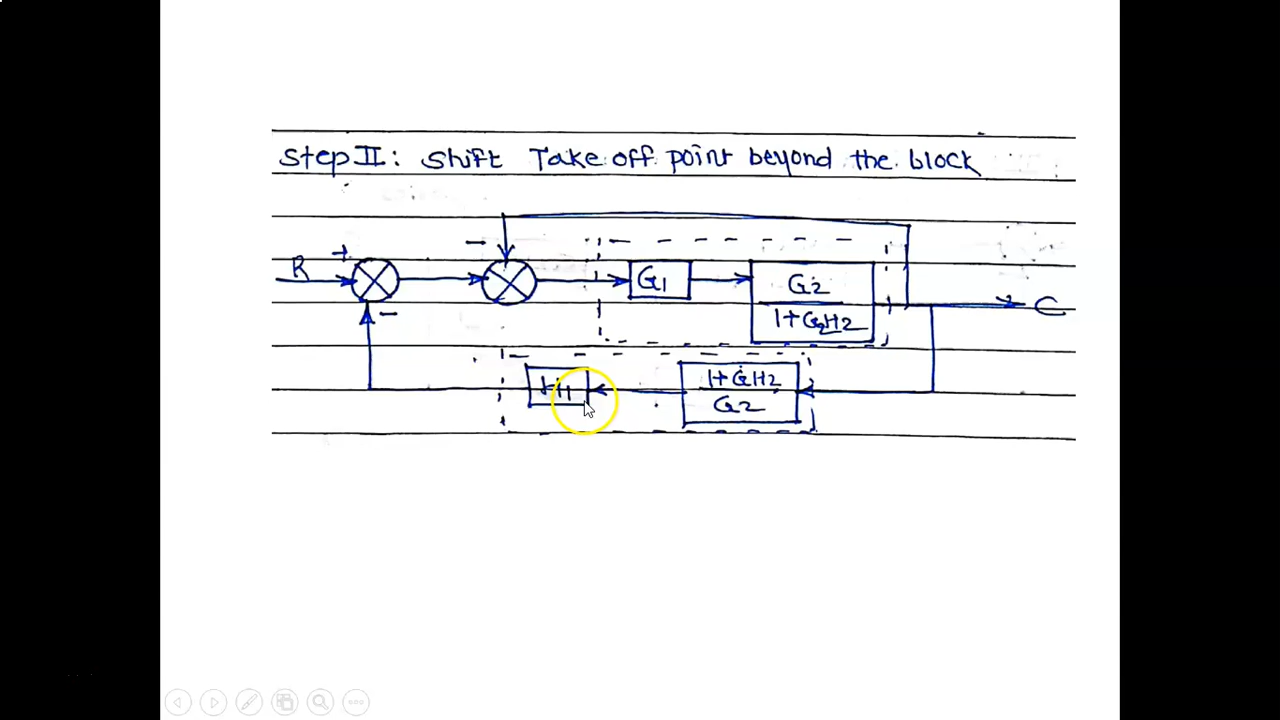 Step II: Shift Take off point beyond the block
R + - G1 G2 C
- 1+G2H2
H1 1+G2H2
G2